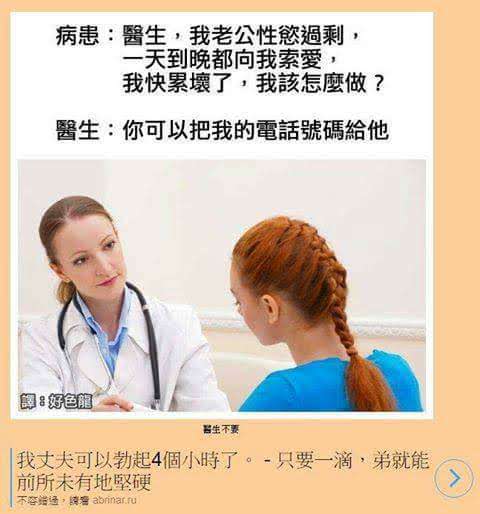 病患：醫生，我老公性慾過剩，
一天到晚都向我索愛，
我快累壞了，我該怎麼做？
醫生：你可以把我的電話號碼給他
譯：好色龍
醫生不要
我丈夫可以勃起4個小時了。 - 只要一滴，弟就能
前所未有地堅硬
不容錯過，請看 abrinar.ru